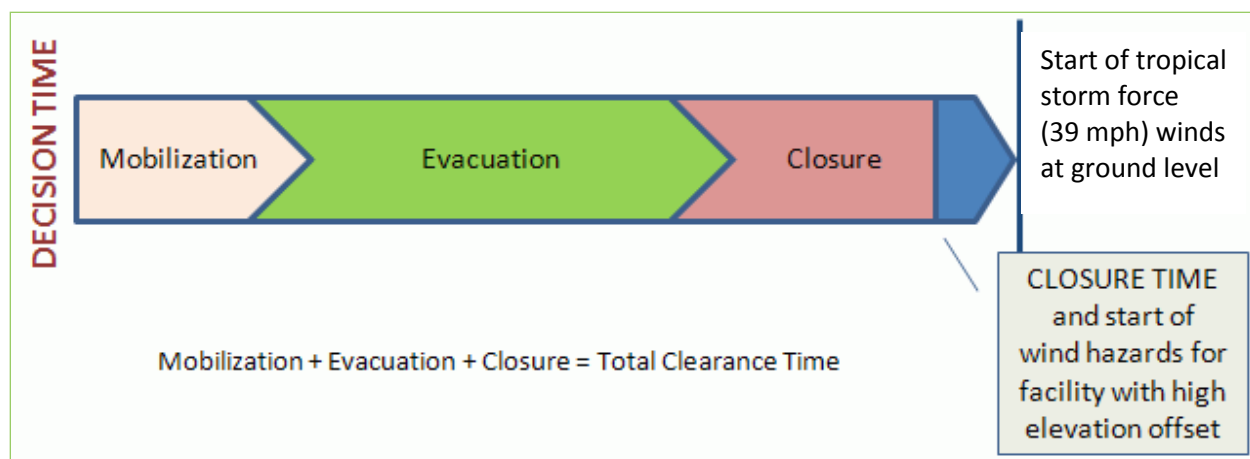 DECISION TIME
Mobilization
Evacuation
Closure
Start of tropical
storm force
(39 mph) winds
at ground level
CLOSURE TIME
and start of
wind hazards for
facility with high
elevation offset
Mobilization + Evacuation + Closure = Total Clearance Time